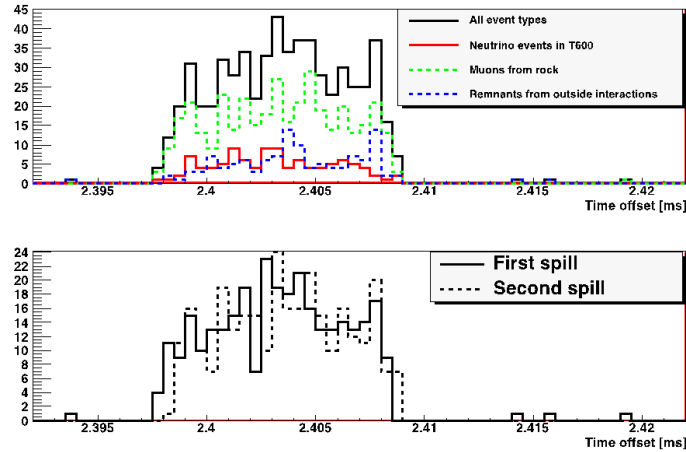 45
40
35
30
25
20
15
10
5
0
All event types
Neutrino events in T600
Muons from rock
Remnants from outside interactions
2.395 2.4 2.405 2.41 2.415 2.42
Time offset [ms]
24
22
20
18
16
14
12
10
8
6
4
2
0
First spill
Second spill
2.395 2.4 2.405 2.41 2.415 2.42
Time offset [ms]